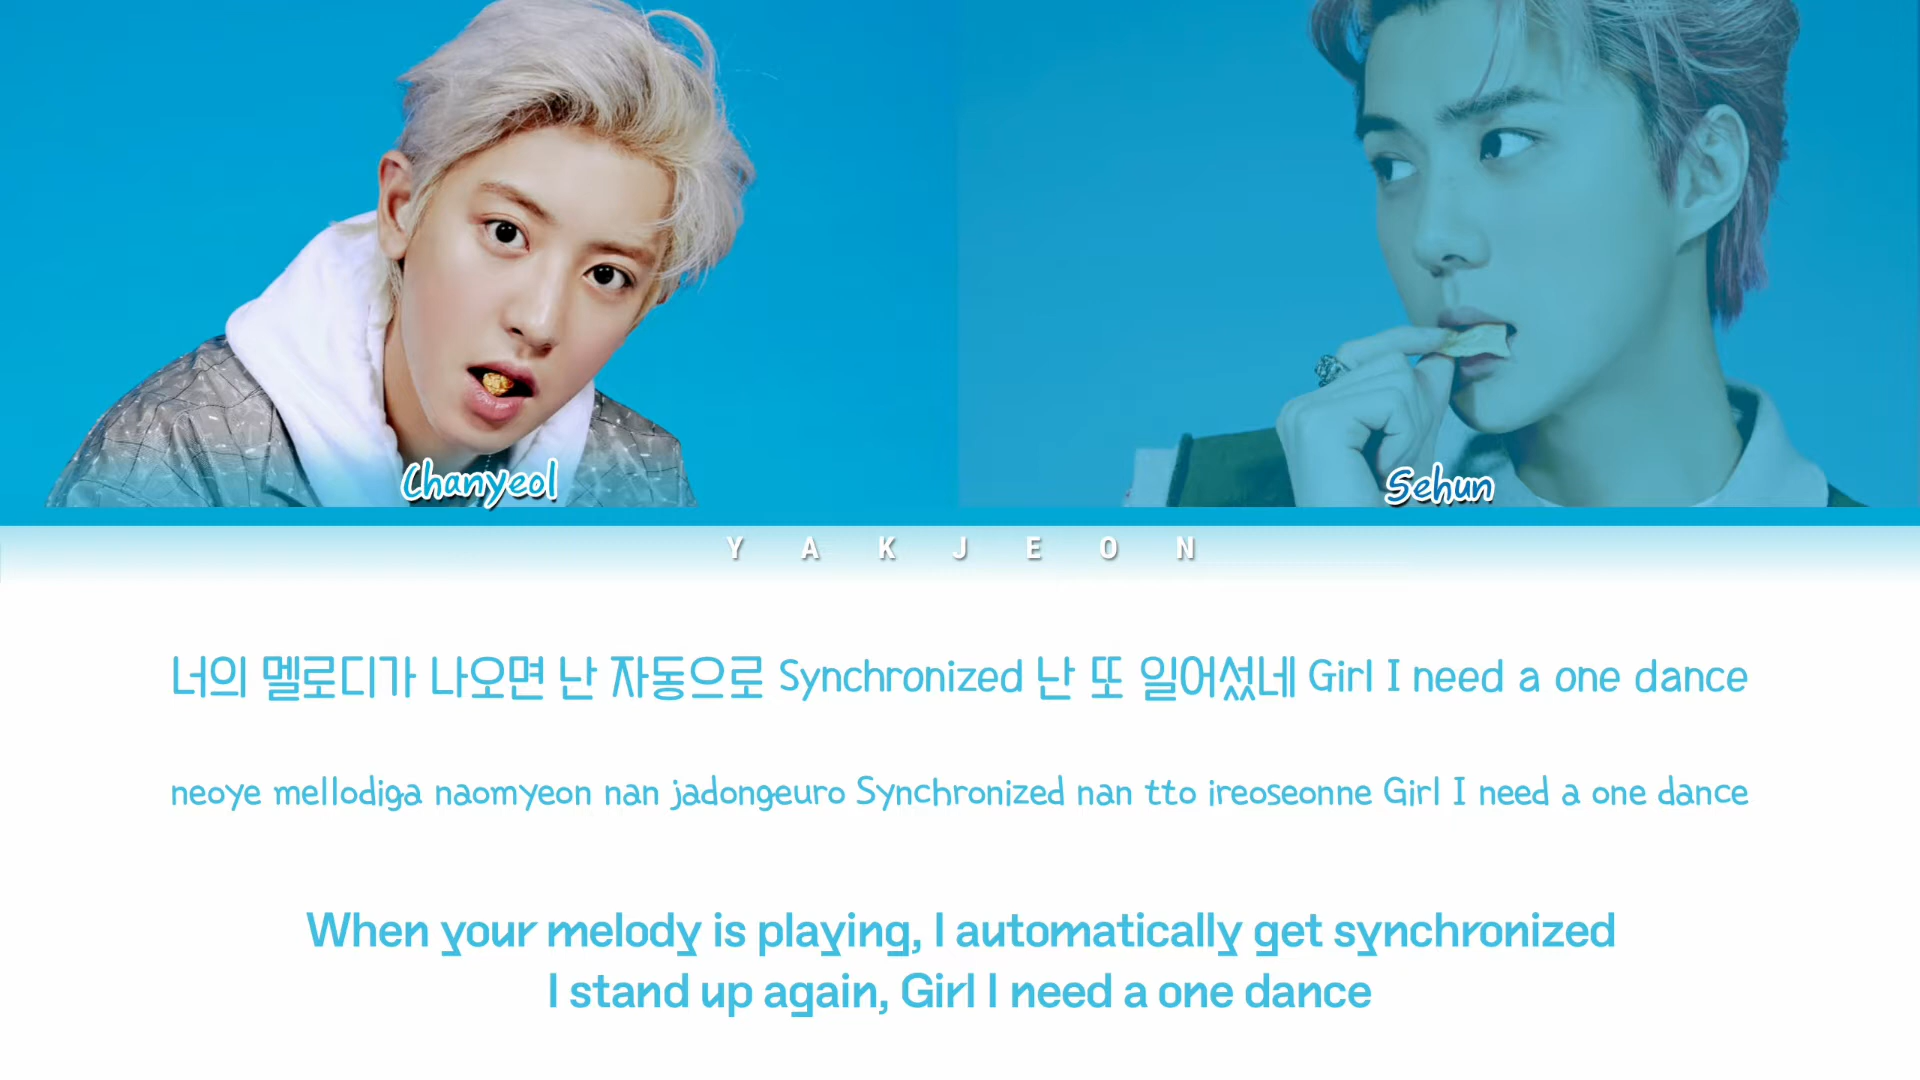 Chanyeol
Sehun
YAKJEON
너의 멜로디가 나오면 난 자동으로 Synchronized 난 또 일어섰네 Girl I need a one dance
neoye mellodiga naomyeon nan jadongeuro Synchronized nan tto ireoseonne Girl I need a one dance
When your melody is playing, I automatically get synchronized
I stand up again, Girl I need a one dance